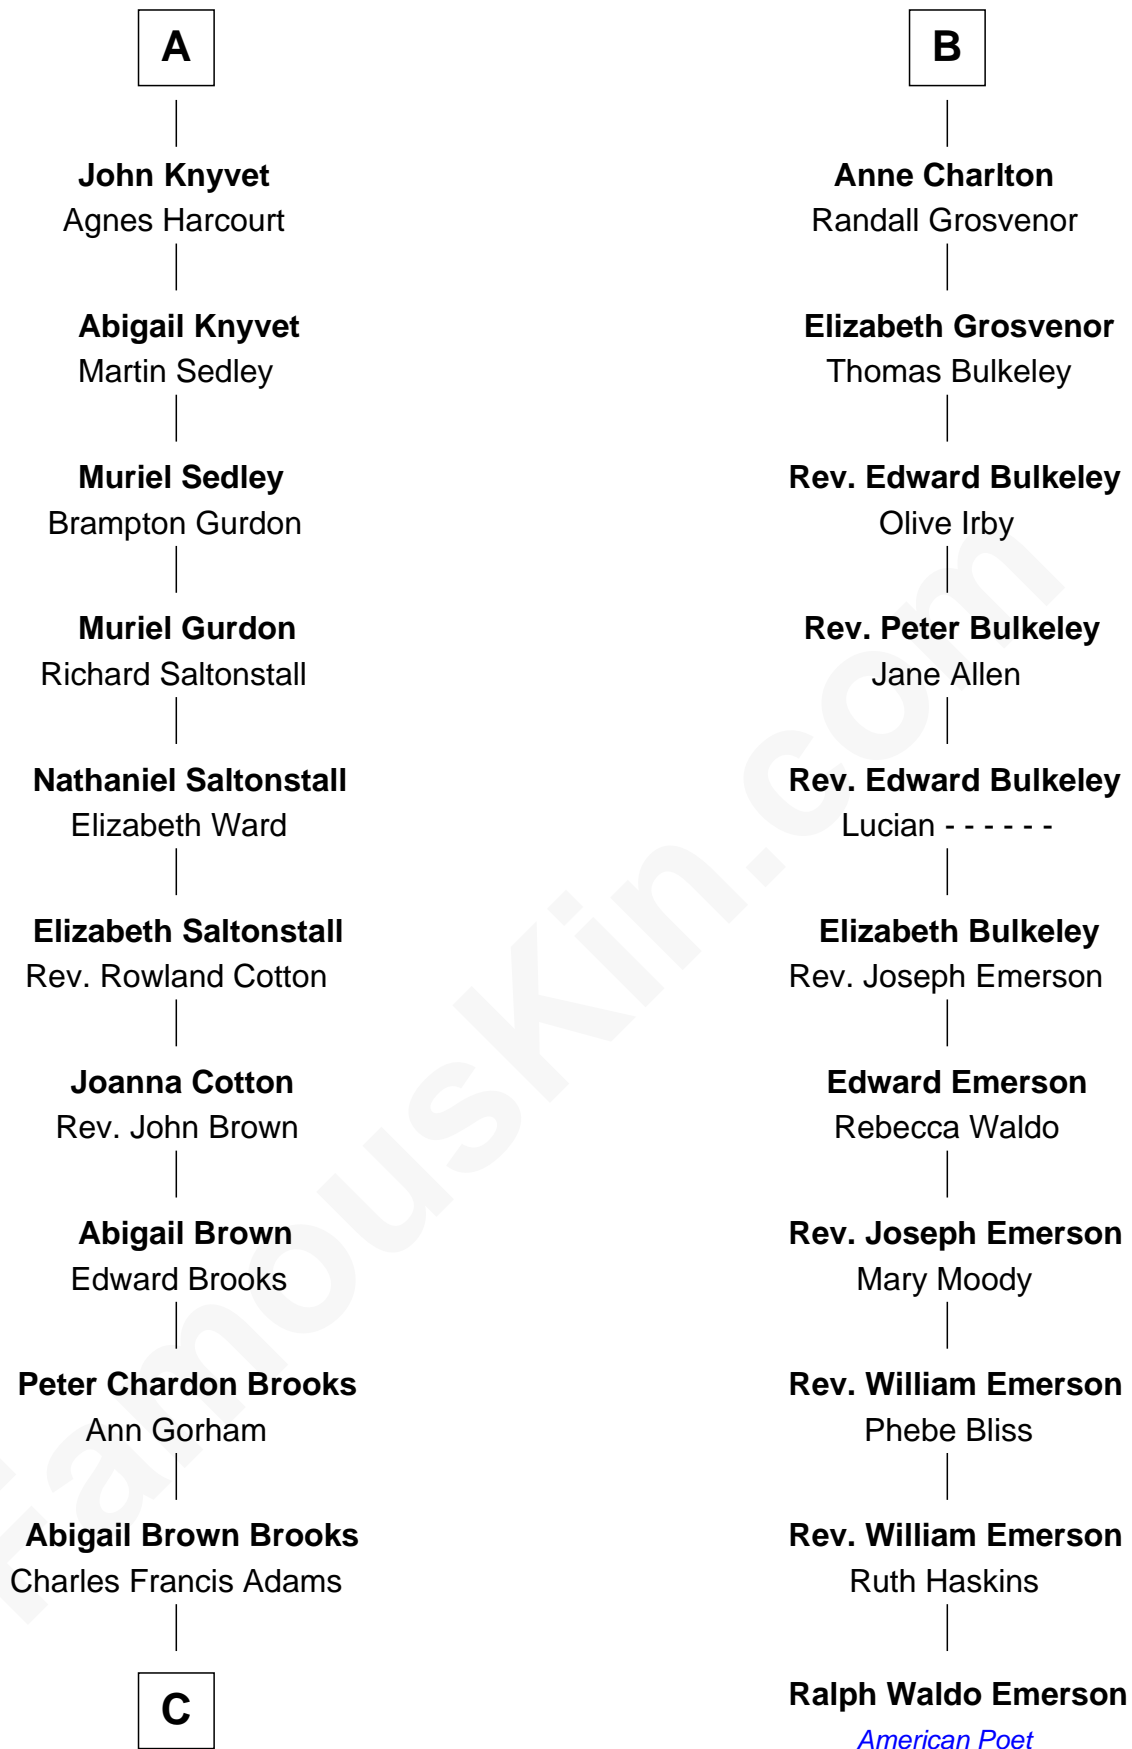 A
John Knyvet
Agnes Harcourt
Abigail Knyvet
Martin Sedley
Muriel Sedley
Brampton Gurdon
Muriel Gurdon
Richard Saltonstall
Nathaniel Saltonstall
Elizabeth Ward
Elizabeth Saltonstall
Rev. Rowland Cotton
Joanna Cotton
Rev. John Brown
Abigail Brown
Edward Brooks
Peter Chardon Brooks
Ann Gorham
Abigail Brown Brooks
Charles Francis Adams
C
B
Anne Charlton
Randall Grosvenor
Elizabeth Grosvenor
Thomas Bulkeley
Rev. Edward Bulkeley
Olive Irby
Rev. Peter Bulkeley
Jane Allen
Rev. Edward Bulkeley
Lucian - - - - - -
Elizabeth Bulkeley
Rev. Joseph Emerson
Edward Emerson
Rebecca Waldo
Rev. Joseph Emerson
Mary Moody
Rev. William Emerson
Phebe Bliss
Rev. William Emerson
Ruth Haskins
Ralph Waldo Emerson
American Poet
FamousKin.com